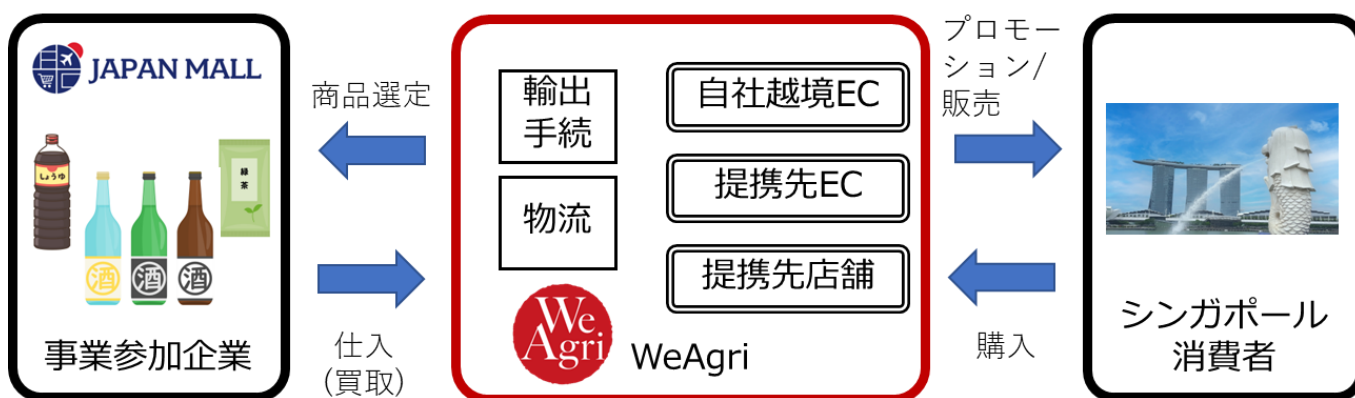 JAPAN MALL
しょうゆ
緑茶
酒
酒
酒
事業参加企業
商品選定
仕入
(買取)
輸出
手続
物流
自社越境EC
提携先EC
提携先店舗
We
Agri
WeAgri
プロモー
ション/
販売
購入
シンガポール
消費者